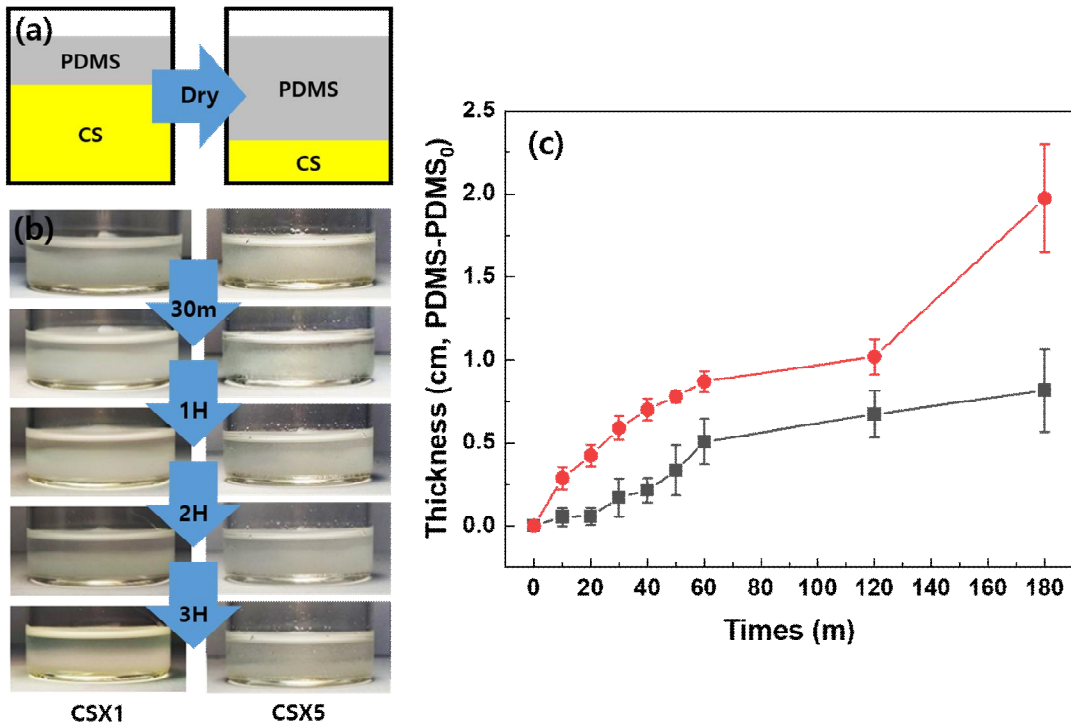 (a)
PDMS
CS
Dry
PDMS
CS
(b)
30m
1H
2H
3H
CSX1
CSX5
(c)
Thickness (cm, PDMS-PDMS₀)
2.5
2.0
1.5
1.0
0.5
0.0
0 20 40 60 80 100 120 140 160 180
Times (m)